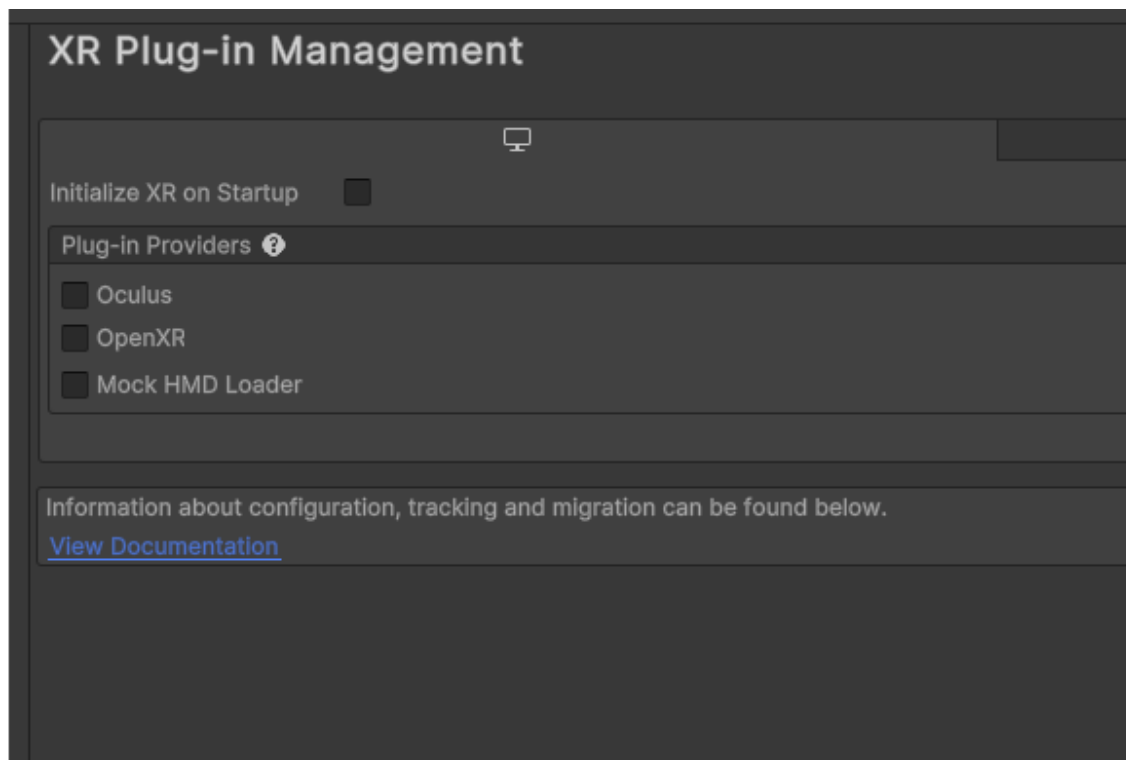 XR Plug-in Management
Initialize XR on Startup
Plug-in Providers ?
Oculus
OpenXR
Mock HMD Loader
Information about configuration, tracking and migration can be found below.
View Documentation